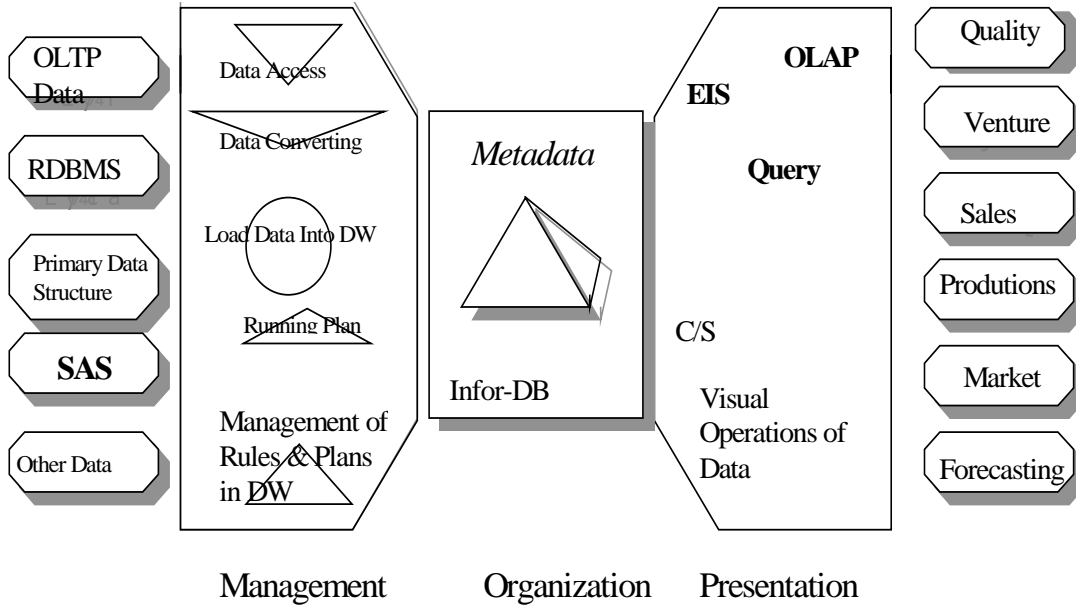 OLTP
Data
RDBMS
Primary Data
Structure
SAS
Other Data
Data Access
Data Converting
Load Data Into DW
Running Plan
Management of
Rules & Plans
in DW
Metadata
Infor-DB
OLAP
EIS
Query
C/S
Visual
Operations of
Data
Quality
Venture
Sales
Produtions
Market
Forecasting
Management
Organization
Presentation